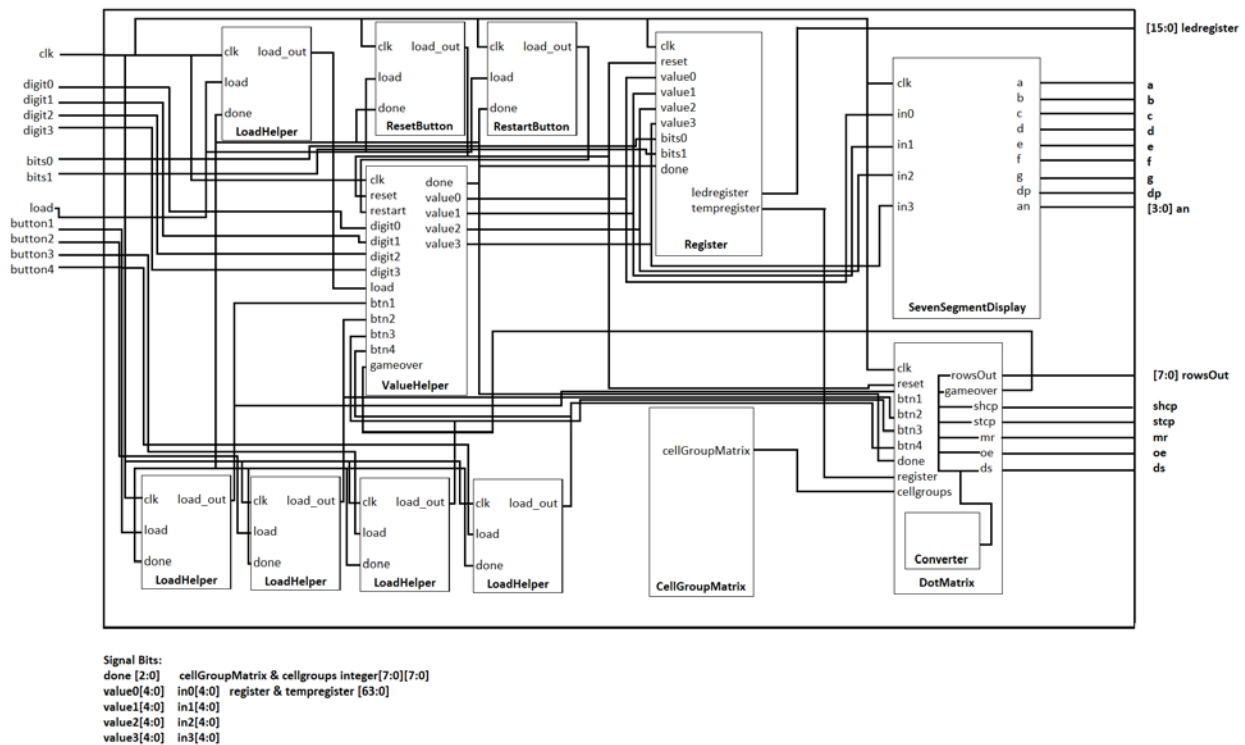 clk
digit0
digit1
digit2
digit3
bits0
bits1
load
button1
button2
button3
button4
clk load_out
load
done
LoadHelper
clk load_out
load
done
ResetButton
clk load_out
load
done
RestartButton
clk
reset
value0
value1
value2
value3
bits0
bits1
done
ledregister
tempregister
Register
clk a
b
in0 c
d
in1 e
f
in2 g
dp
in3 an
SevenSegmentDisplay
[15:0] ledregister
a
b
c
d
e
f
g
dp
[3:0] an
clk done
reset value0
restart value1
digit0 value2
digit1 value3
digit2
digit3
load
btn1
btn2
btn3
btn4
gameover
ValueHelper
clk load_out
load
done
LoadHelper
clk load_out
load
done
LoadHelper
clk load_out
load
done
LoadHelper
clk load_out
load
done
LoadHelper
cellGroupMatrix
CellGroupMatrix
clk rowsOut
reset gameover
btn1 shcp
btn2 stcp
btn3 mr
btn4 oe
done ds
register
cellgroups
Converter
DotMatrix
[7:0] rowsOut
shcp
stcp
mr
oe
ds
Signal Bits:
done [2:0] cellGroupMatrix & cellgroups integer[7:0][7:0]
value0[4:0] in0[4:0] register & tempregister [63:0]
value1[4:0] in1[4:0]
value2[4:0] in2[4:0]
value3[4:0] in3[4:0]